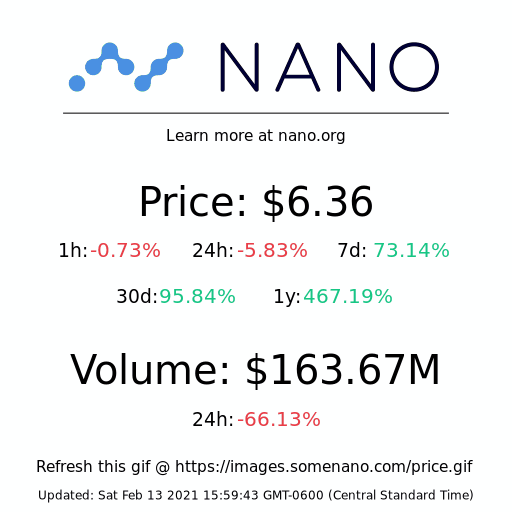 NANO
Learn more at nano.org
Price: $6.36
1h:-0.73% 24h:-5.83% 7d: 73.14%
30d:95.84% 1y:467.19%
Volume: $163.67M
24h:-66.13%
Refresh this gif @ https://images.somenano.com/price.gif
Updated: Sat Feb 13 2021 15:59:43 GMT-0600 (Central Standard Time)